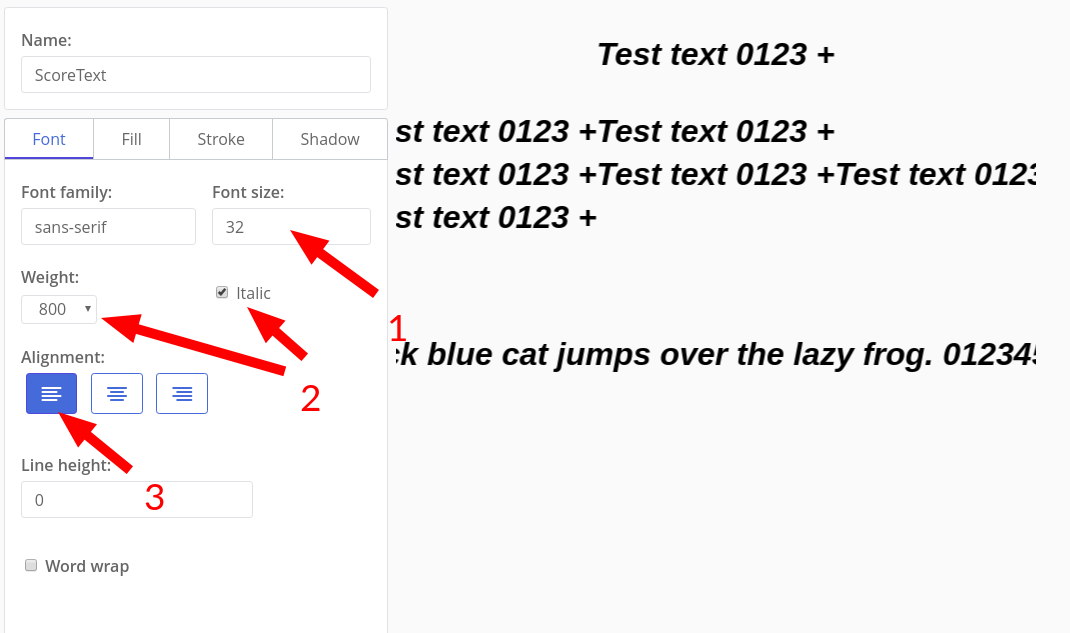 Name:
ScoreText
Font Fill Stroke Shadow
Font family: Font size:
sans-serif 32
Weight:
800 Italic
Alignment:
Line height:
0
Word wrap
1
2
3
Test text 0123 +
st text 0123 +Test text 0123 +
st text 0123 +Test text 0123 +Test text 0123
st text 0123 +
ck blue cat jumps over the lazy frog. 012345